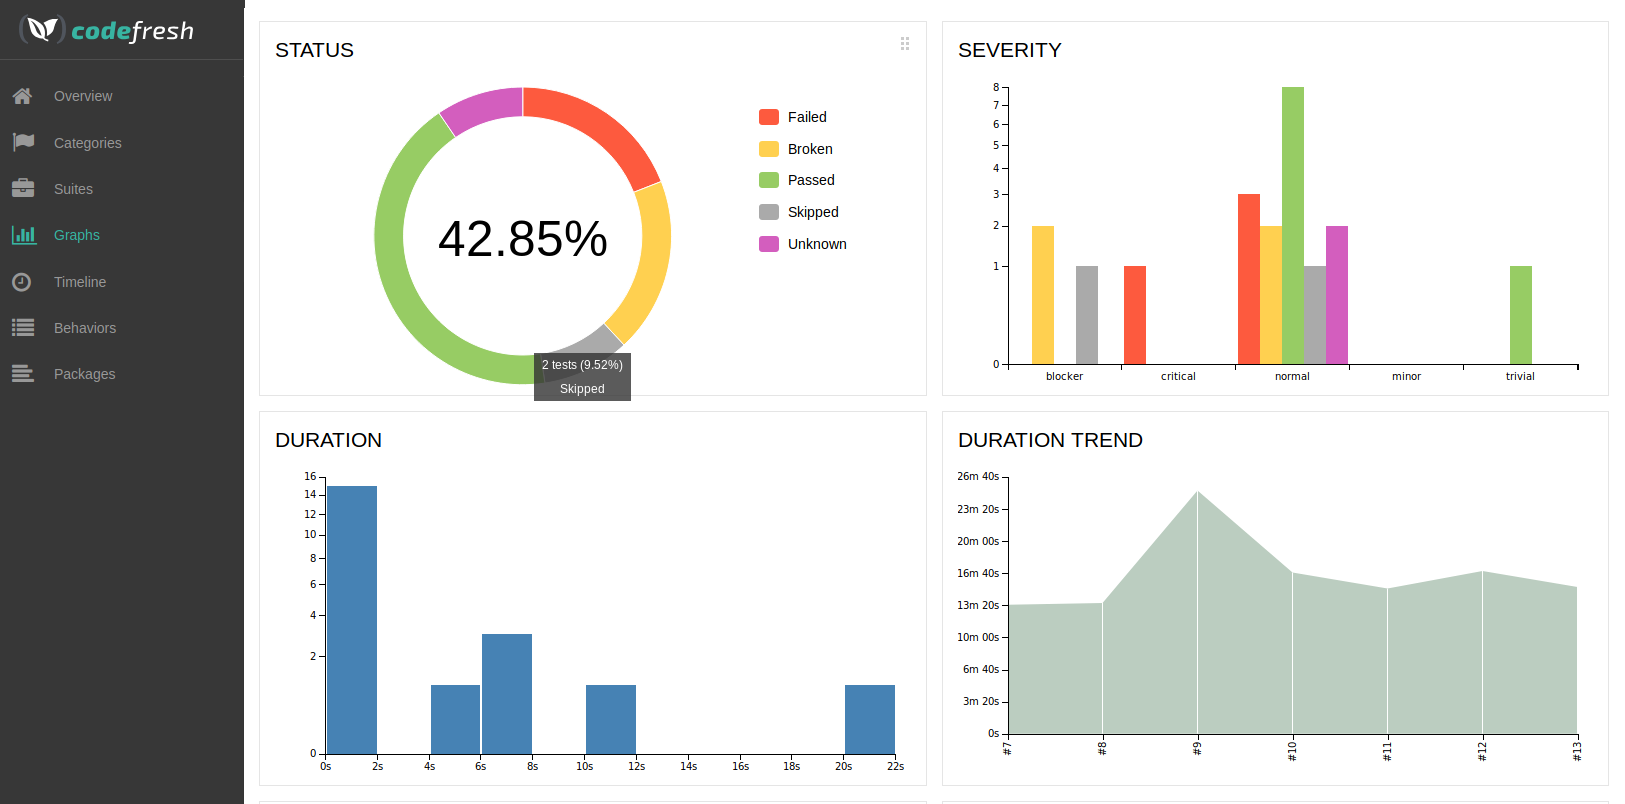 codefresh
Overview
Categories
Suites
Graphs
Timeline
Behaviors
Packages
STATUS
42.85%
Failed
Broken
Passed
Skipped
Unknown
2 tests (9.52%)
Skipped
SEVERITY
8
7
6
5
4
3
2
1
0
blocker critical normal minor trivial
DURATION
16
14
12
10
8
6
4
2
0
0s 2s 4s 6s 8s 10s 12s 14s 16s 18s 20s 22s
DURATION TREND
26m 40s
23m 20s
20m 00s
16m 40s
13m 20s
10m 00s
6m 40s
3m 20s
0s
#7 #8 #9 #10 #11 #12 #13